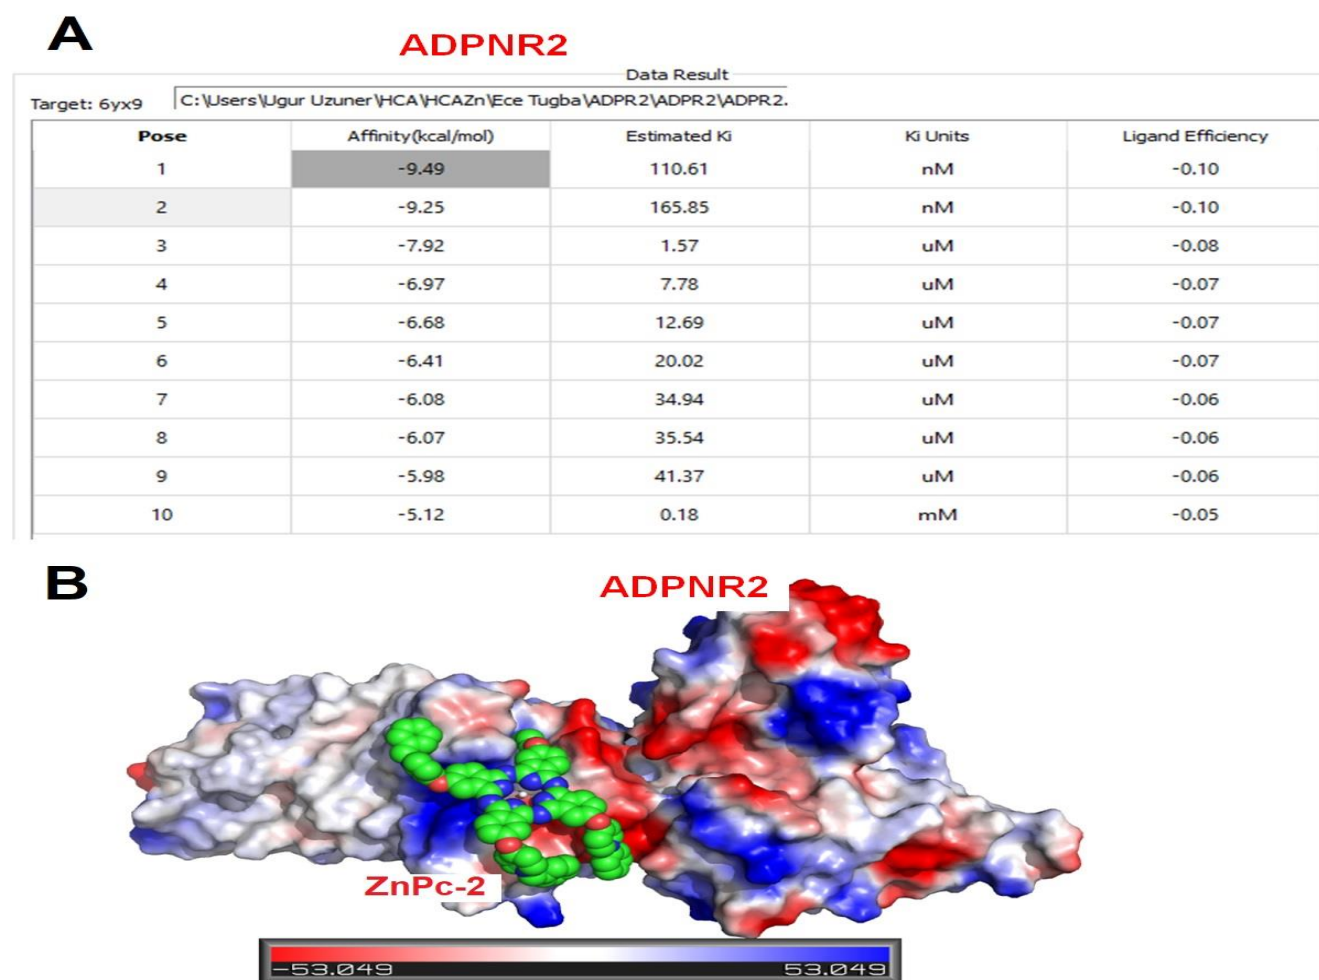 A
ADPNR2
Data Result
Target: 6yx9 C:\Users\Ugur Uzuner\HCA\HCAZn\Ece Tugba\ADPR2\ADPR2\ADPR2.
Pose Affinity(kcal/mol) Estimated Ki Ki Units Ligand Efficiency
1 -9.49 110.61 nM -0.10
2 -9.25 165.85 nM -0.10
3 -7.92 1.57 uM -0.08
4 -6.97 7.78 uM -0.07
5 -6.68 12.69 uM -0.07
6 -6.41 20.02 uM -0.07
7 -6.08 34.94 uM -0.06
8 -6.07 35.54 uM -0.06
9 -5.98 41.37 uM -0.06
10 -5.12 0.18 mM -0.05
B
ADPNR2
ZnPc-2
-53.049 53.049